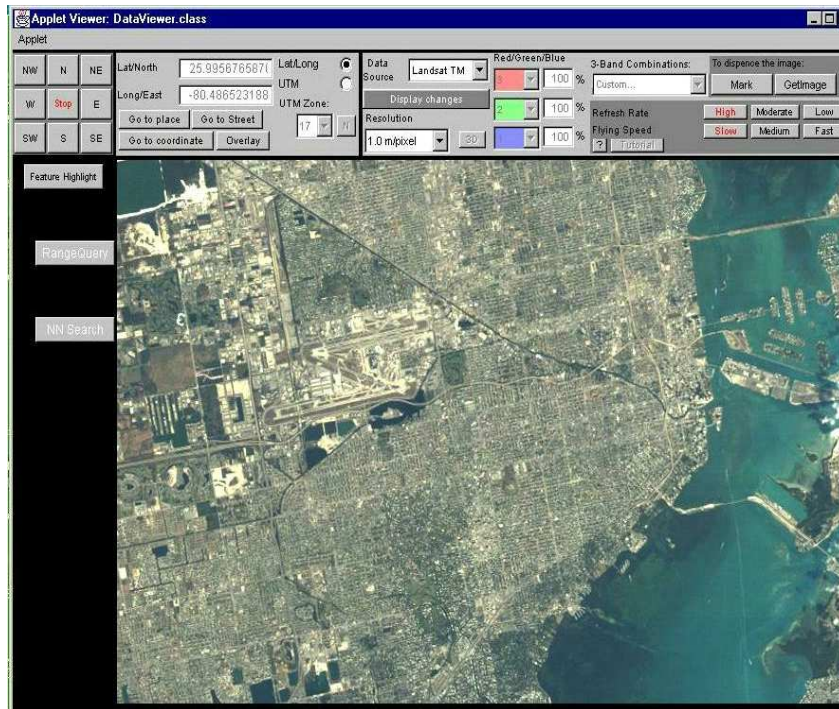 Applet Viewer: DataViewer.class
Applet
NW N NE
W Stop E
SW S SE
Lat/North 25.995676587(
Long/East -80.486523188
Go to place Go to Street
Go to coordinate Overlay
Lat/Long
UTM
UTM Zone:
17 N
Data Source Landsat TM
Display changes
Resolution
1.0 m/pixel 3D
Red/Green/Blue
3 100 %
2 100 %
1 100 %
3-Band Combinations:
Custom...
To dispence the image:
Mark GetImage
Refresh Rate High Moderate Low
Flying Speed Slow Medium Fast
? Tutorial
Feature Highlight
RangeQuery
NN Search